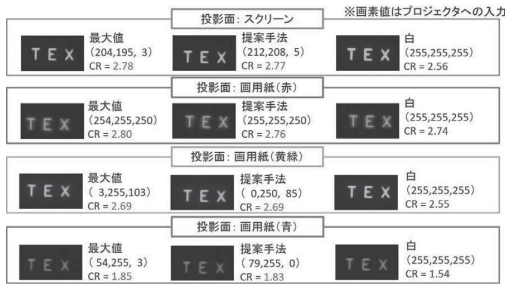 ※画素値はプロジェクタへの入力
投影面: スクリーン
TEX
最大値
(204,195, 3)
CR = 2.78
TEX
提案手法
(212,208, 5)
CR = 2.77
TEX
白
(255,255,255)
CR = 2.56
投影面: 画用紙(赤)
TEX
最大値
(254,255,250)
CR = 2.80
TEX
提案手法
(255,255,250)
CR = 2.76
TEX
白
(255,255,255)
CR = 2.74
投影面: 画用紙(黄緑)
TEX
最大値
( 3,255,103)
CR = 2.69
TEX
提案手法
( 0,250, 85)
CR = 2.69
TEX
白
(255,255,255)
CR = 2.55
投影面: 画用紙(青)
TEX
最大値
( 54,255, 3)
CR = 1.85
TEX
提案手法
( 79,255, 0)
CR = 1.83
TEX
白
(255,255,255)
CR = 1.54